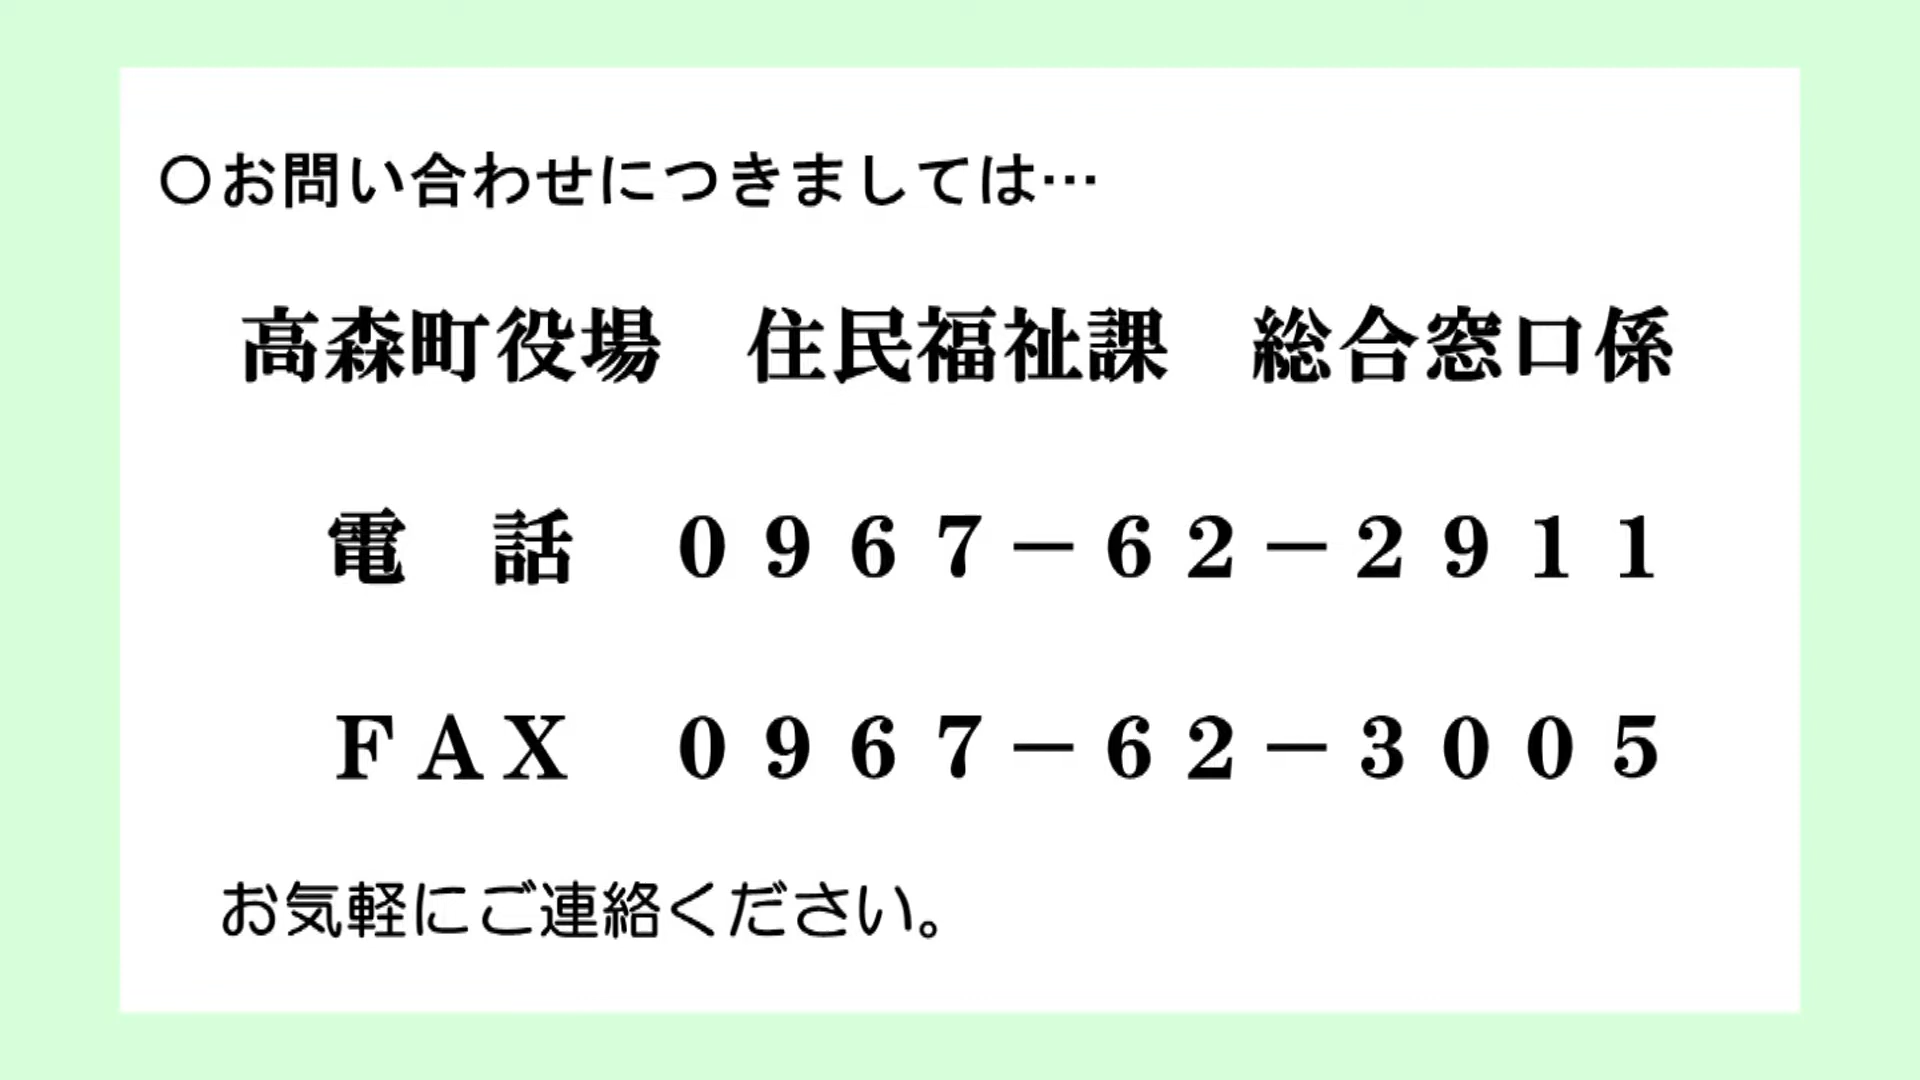 〇お問い合わせにつきましては…
高森町役場　住民福祉課　総合窓口係
電　話　０９６７－６２－２９１１
ＦＡＸ　０９６７－６２－３００５
お気軽にご連絡ください。